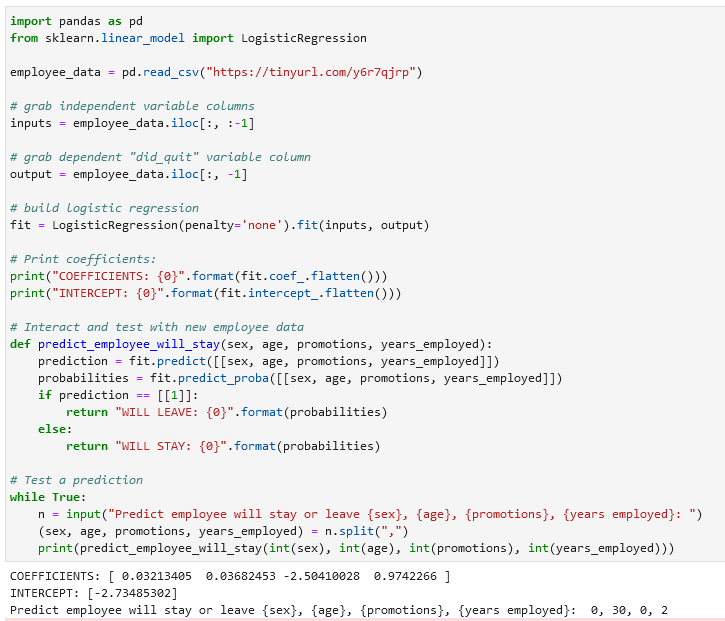 import pandas as pd
from sklearn.linear_model import LogisticRegression
employee_data = pd.read_csv("https://tinyurl.com/y6r7qjrp")
# grab independent variable columns
inputs = employee_data.iloc[:, :-1]
# grab dependent "did_quit" variable column
output = employee_data.iloc[:, -1]
# build logistic regression
fit = LogisticRegression(penalty='none').fit(inputs, output)
# Print coefficients:
print("COEFFICIENTS: {0}".format(fit.coef_.flatten()))
print("INTERCEPT: {0}".format(fit.intercept_.flatten()))
# Interact and test with new employee data
def predict_employee_will_stay(sex, age, promotions, years_employed):
    prediction = fit.predict([[sex, age, promotions, years_employed]])
    probabilities = fit.predict_proba([[sex, age, promotions, years_employed]])
    if prediction == [[1]]:
        return "WILL LEAVE: {0}".format(probabilities)
    else:
        return "WILL STAY: {0}".format(probabilities)
# Test a prediction
while True:
    n = input("Predict employee will stay or leave {sex}, {age}, {promotions}, {years employed}: ")
    (sex, age, promotions, years_employed) = n.split(",")
    print(predict_employee_will_stay(int(sex), int(age), int(promotions), int(years_employed)))
COEFFICIENTS: [ 0.03213405  0.03682453 -2.50410028  0.9742266 ]
INTERCEPT: [-2.73485302]
Predict employee will stay or leave {sex}, {age}, {promotions}, {years employed}:  0, 30, 0, 2